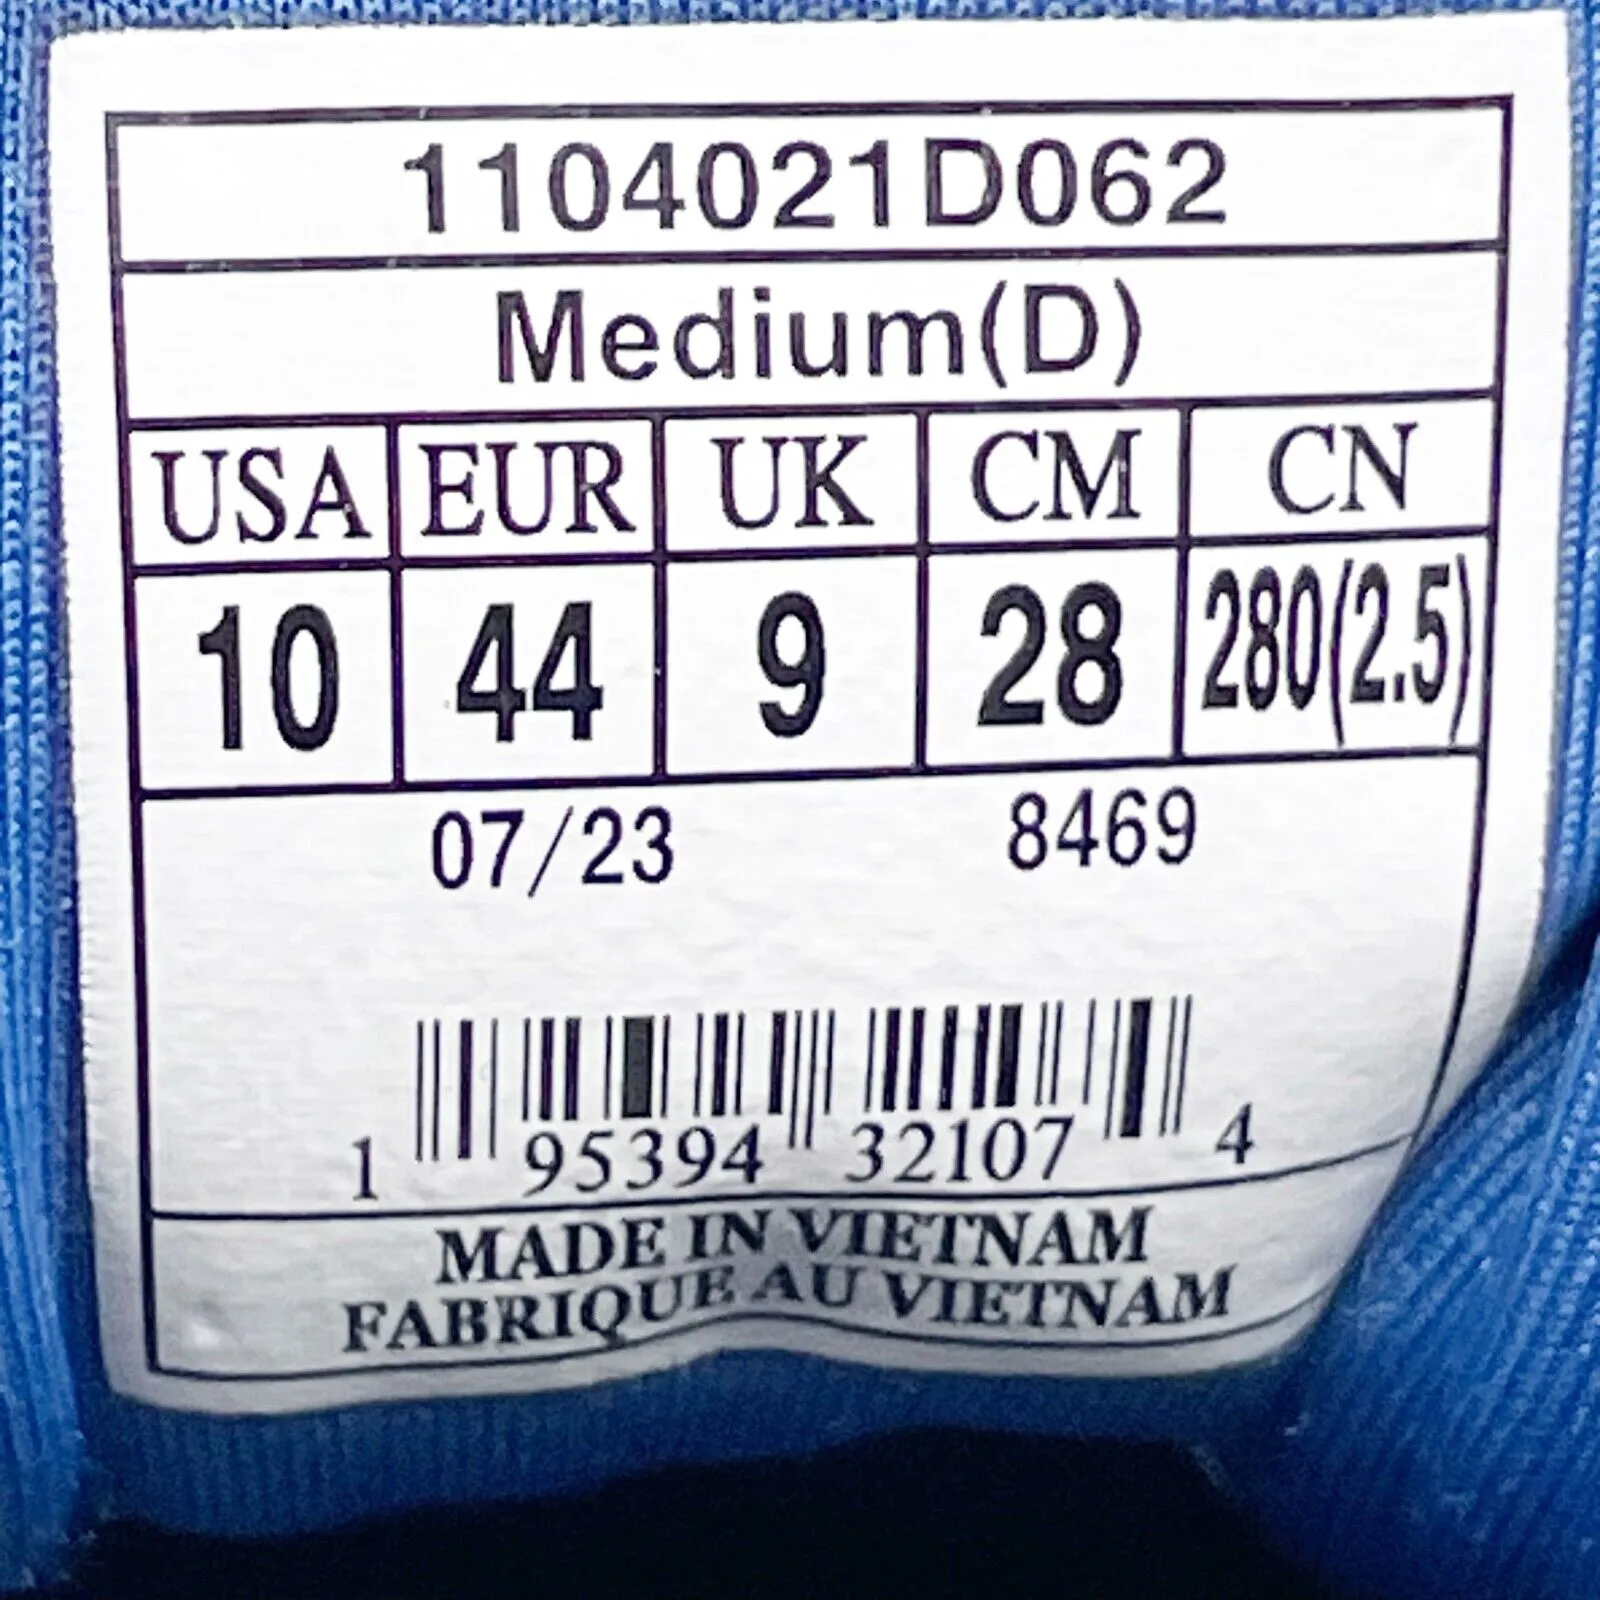 1104021D062
Medium(D)
USA EUR UK CM CN
10 44 9 28 280(2.5)
07/23 8469
1 95394 32107 4
MADE IN VIETNAM
FABRIQUE AU VIETNAM